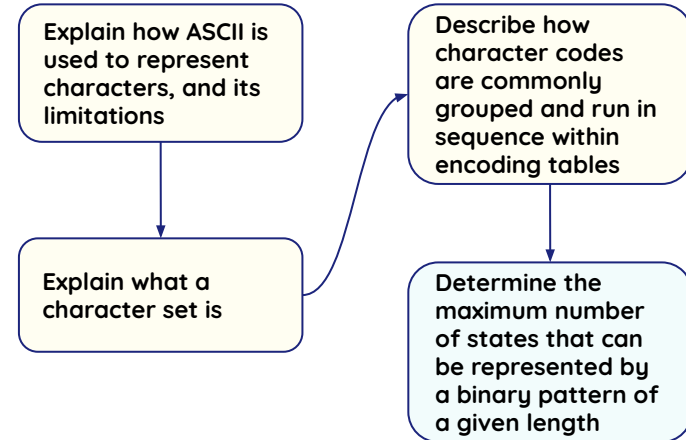 Explain how ASCII is
used to represent
characters, and its
limitations
Explain what a
character set is
Describe how
character codes
are commonly
grouped and run in
sequence within
encoding tables
Determine the
maximum number
of states that can
be represented by
a binary pattern of
a given length